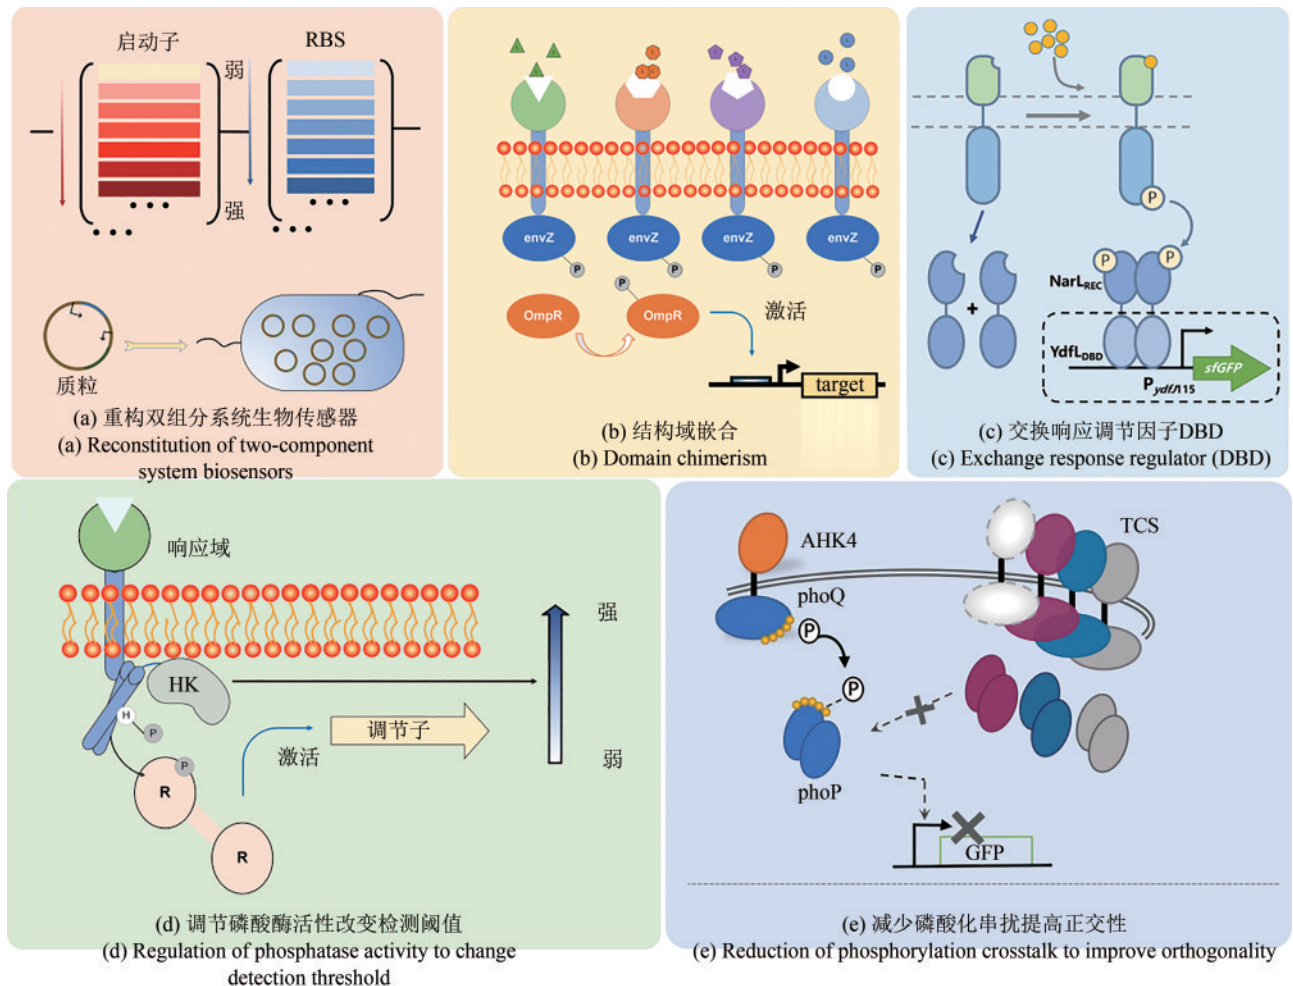 启动子
RBS
弱
强
质粒
(a) 重构双组分系统生物传感器
(a) Reconstitution of two-component
system biosensors
envZ
envZ
envZ
envZ
P
P
P
P
P
OmpR
OmpR
激活
target
(b) 结构域嵌合
(b) Domain chimerism
P
P
P
NarLREC
YdfLDBD
sfGFP
PydfJ115
(c) 交换响应调节因子DBD
(c) Exchange response regulator (DBD)
响应域
HK
H
P
P
R
R
激活
调节子
强
弱
(d) 调节磷酸酶活性改变检测阈值
(d) Regulation of phosphatase activity to change
detection threshold
AHK4
TCS
phoQ
P
P
phoP
GFP
(e) 减少磷酸化串扰提高正交性
(e) Reduction of phosphorylation crosstalk to improve orthogonality